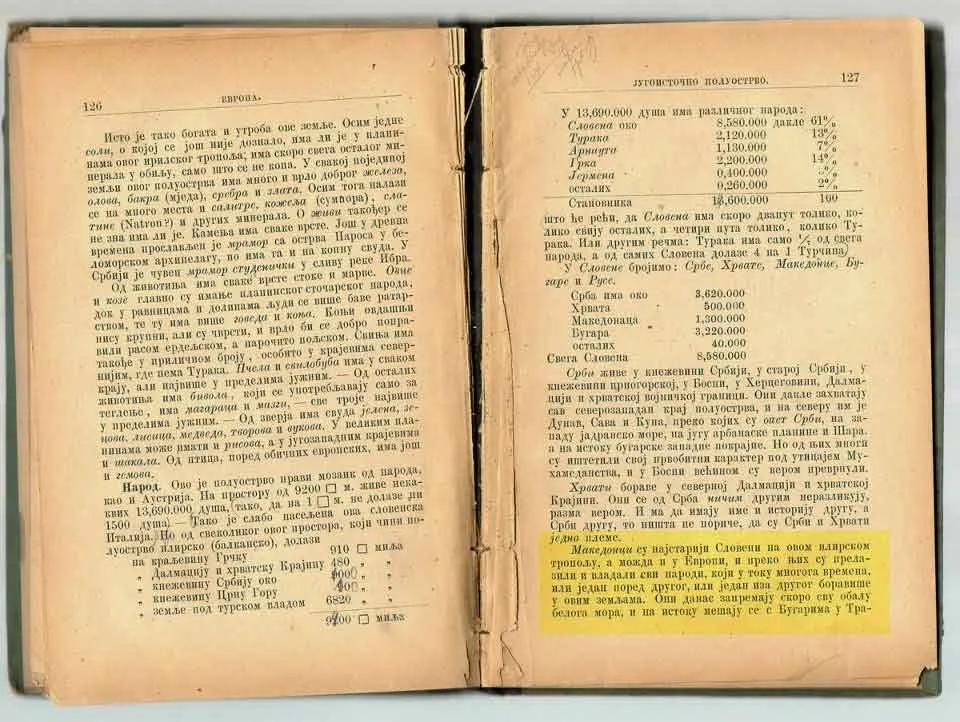 126
ЕВРОПА.
Исто је тако богата и утроба ове земље. Осим једне
соли, о којој се још није дознало, има ли је у плани-
нама овог ирилског тропоља; има скоро свега осталог ми-
нерала у обиљу, само што се не копа. У свакој појединој
земљи овог полуострва има много и врло доброг железа,
олова, бакра (мједа), сребра и злата. Осим тога налази
се на много места и салитре, кожења (сумпора), сла-
тине (Natron?) и других минерала. О живи такођер се
не зна има ли је. Камења има сваке врсте. Још у древна
времена прослављен је мрамор са острва Пароса у бе-
ломорском архипелагу, по има та и на копну свуда. У
Србији је чувен мрамор студенички у сливу реке Ибра.
Од животиња има сваке врсте стоке и марве. Овце
и козе главно су имање планинског сточарског народа,
док у равницама и долинама људи се више баве ратар-
ством, те ту има више говеда и коња. Коњи овдашњи
нису крупни, али су чврсти, и врло би се добро попра-
вили расом ердељском, а нарочито пољском. Свиња има
такође у приличном броју, особито у крајевима север-
нијим, где нема Турака. Пчела и свилобуба има у сваком
крају, али највише у пределима јужним. — Од осталих
животиња има бивола, који се употребљавају само за
тегљење, има магараца и мазги, — све троје највише
у пределима јужним. — Од зверја има свуда јелена, зе-
цова, лисица, медведа, творова и вукова. У великим пла-
нинама може имати и рисова, а у југозападним крајевима
и шакала. Од птица, поред обичних европских, има још
и гемова.
Народ. Ово је полуострво прави мозаик од народа,
као и Аустрија. На простору од 9200 □ м. живе нека-
квих 13,690.000 душа, тако, да на 1 □ м. не долазе ни
1500 душа. — Тако је слабо насељена ова словенска
Италија. Но од свеколиког овог простора, који чини по-
луострво илирско (балканско), долази
на краљевину Грчку 910 □ миља
„ Далмацију и хрватску Крајину 480 „ „
„ кнежевину Србију око „ „
„ кнежевину Црну Гору „ „
„ земље под турском владом 6820 „ „
9200 □ миља
ЈУГОИСТОЧНО ПОЛУОСТРВО.
127
У 13,690.000 душа има различног народа:
Словена око 8,580.000 дакле 61%
Турака 2,120.000 13%
Арнаута 1,130.000 7%
Грка 2,200.000 14%
Јермена 0,400.000 3%
осталих 0,260.000 2%
Становника 13,600.000 100
што ће рећи, да Словена има скоро двапут толико, ко-
лико свију осталих, а четири пута толико, колико Ту-
рака. Или другим речма: Турака има само од свега
народа, а од самих Словена долазе 4 на 1 Турчина
У Словене бројимо: Србе, Хрвате, Македонце, Бу-
гаре и Русе.
Срба има око 3,620.000
Хрвата 500.000
Македонаца 1,300.000
Бугара 3,220.000
осталих 40.000
Свега Словена 8,580.000
Срби живе у кнежевини Србији, у старој Србији, у
кнежевини црногорској, у Босни, у Херцеговини, Далма-
цији и хрватској војничкој граници. Они дакле захватају
сав северозападни крај полуострва, и на северу им је
Дунав, Сава и Купа, преко којих су опет Срби, на за-
паду јадранско море, на југу арбанаске планине и Шара,
а на истоку бугарске западне покрајне. Но од њих многи
су иштетали свој првобитни карактер под утицајем Му-
хамеданства, и у Босни већином су вером преврнули.
Хрвати бораве у северној Далмацији и хрватској
Крајини. Они се од Срба ничим другим неразликују,
разма вером. И ма да имају име и историју другу, а
Срби другу, то ништа не пориче, да су Срби и Хрвати
једно племе.
Македонци су најстарији Словени на овом илирском
тропољу, а можда и у Европи, и преко њих су прела-
зили и владали сви народи, који у току многога времена,
или један поред другог, или један иза другог боравише
у овим земљама. Они данас запремају скоро сву обалу
белога мора, и на истоку мешају се с Бугарима у Тра-